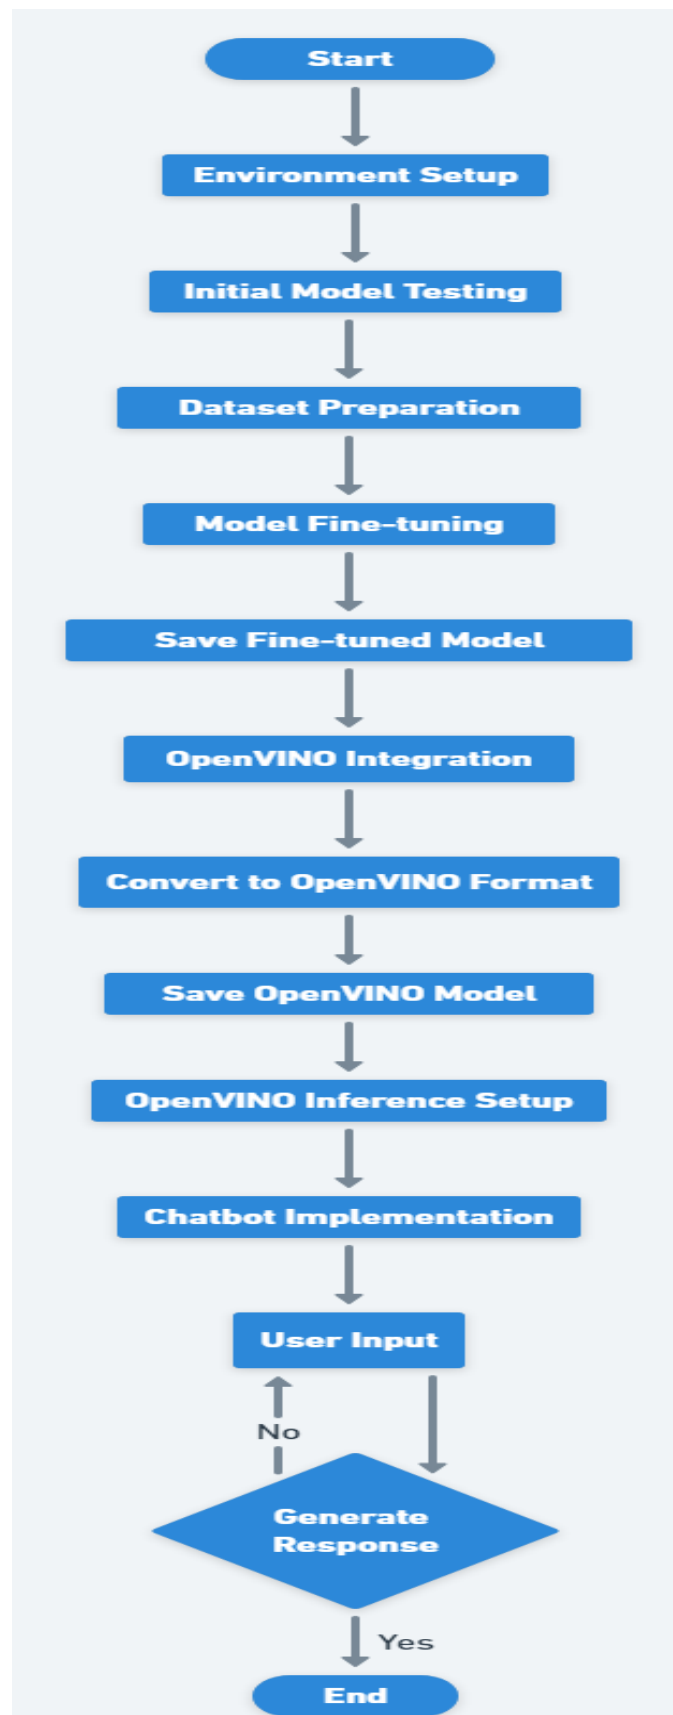 Start
Environment Setup
Initial Model Testing
Dataset Preparation
Model Fine-tuning
Save Fine-tuned Model
OpenVINO Integration
Convert to OpenVINO Format
Save OpenVINO Model
OpenVINO Inference Setup
Chatbot Implementation
User Input
No
Generate
Response
Yes
End